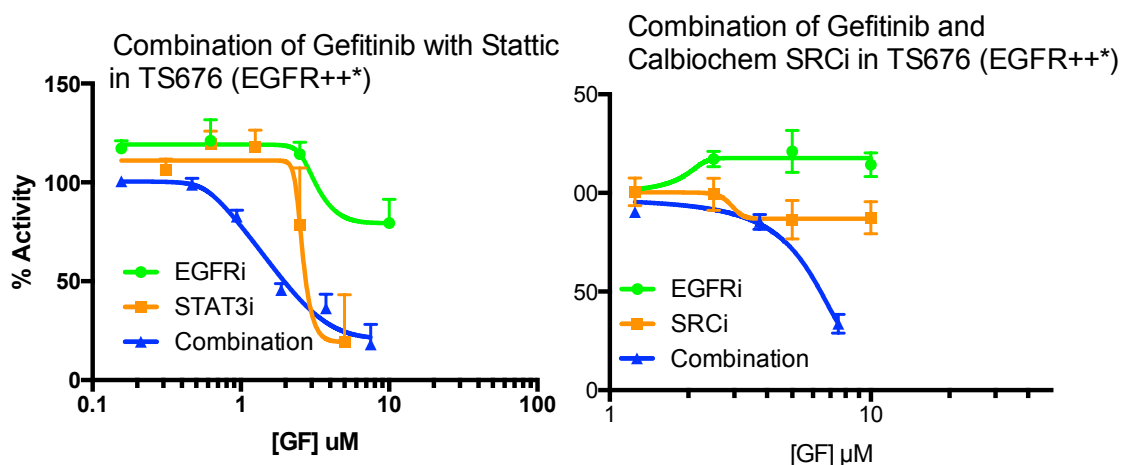 Combination of Gefitinib with Stattic
in TS676 (EGFR++*)
150
100
50
0
% Activity
EGFRi
STAT3i
Combination
0.1
1
10
100
[GF] uM
Combination of Gefitinib and
Calbiochem SRCi in TS676 (EGFR++*)
50
00
50
0
EGFRi
SRCi
Combination
1
10
[GF] µM